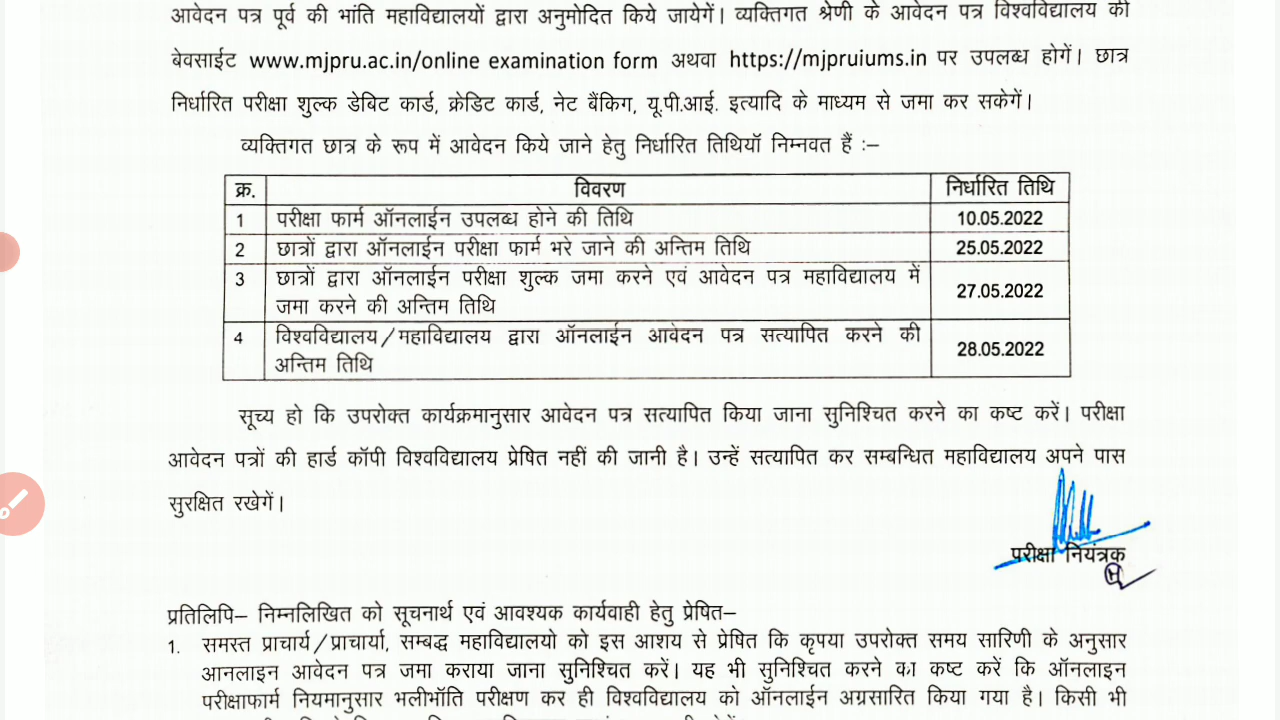 आवेदन पत्र पूर्व की भांति महाविद्यालयों द्वारा अनुमोदित किये जायेगें। व्यक्तिगत श्रेणी के आवेदन पत्र विश्वविद्यालय की
बेवसाईट www.mjpru.ac.in/online examination form अथवा https://mjpruiums.in पर उपलब्ध होगें। छात्र
निर्धारित परीक्षा शुल्क डेबिट कार्ड, क्रेडिट कार्ड, नेट बैंकिग, यू.पी.आई. इत्यादि के माध्यम से जमा कर सकेगें।
व्यक्तिगत छात्र के रूप में आवेदन किये जाने हेतु निर्धारित तिथियॉ निम्नवत हैं :–
क्र. विवरण निर्धारित तिथि
1 परीक्षा फार्म ऑनलाईन उपलब्ध होने की तिथि 10.05.2022
2 छात्रों द्वारा ऑनलाईन परीक्षा फार्म भरे जाने की अन्तिम तिथि 25.05.2022
3 छात्रों द्वारा ऑनलाईन परीक्षा शुल्क जमा करने एवं आवेदन पत्र महाविद्यालय में
जमा करने की अन्तिम तिथि 27.05.2022
4 विश्वविद्यालय/महाविद्यालय द्वारा ऑनलाईन आवेदन पत्र सत्यापित करने की
अन्तिम तिथि 28.05.2022
सूच्य हो कि उपरोक्त कार्यक्रमानुसार आवेदन पत्र सत्यापित किया जाना सुनिश्चित करने का कष्ट करें। परीक्षा
आवेदन पत्रों की हार्ड कॉपी विश्वविद्यालय प्रेषित नहीं की जानी है। उन्हें सत्यापित कर सम्बन्धित महाविद्यालय अपने पास
सुरक्षित रखेगें।
परीक्षा नियंत्रक
प्रतिलिपि– निम्नलिखित को सूचनार्थ एवं आवश्यक कार्यवाही हेतु प्रेषित–
1. समस्त प्राचार्य/प्राचार्या, सम्बद्ध महाविद्यालयो को इस आशय से प्रेषित कि कृपया उपरोक्त समय सारिणी के अनुसार
आनलाइन आवेदन पत्र जमा कराया जाना सुनिश्चित करें। यह भी सुनिश्चित करने का कष्ट करें कि ऑनलाइन
परीक्षाफार्म नियमानुसार भलीभॉति परीक्षण कर ही विश्वविद्यालय को ऑनलाईन अग्रसारित किया गया है। किसी भी